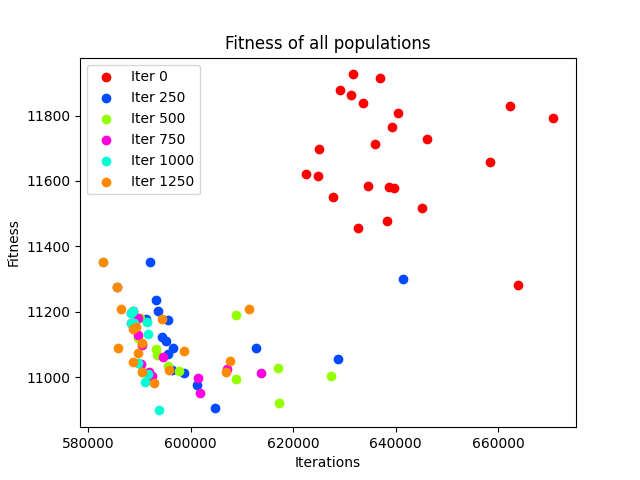 Fitness of all populations
Iter 0
Iter 250
Iter 500
Iter 750
Iter 1000
Iter 1250
11800
11600
11400
11200
11000
Fitness
580000 600000 620000 640000 660000
Iterations